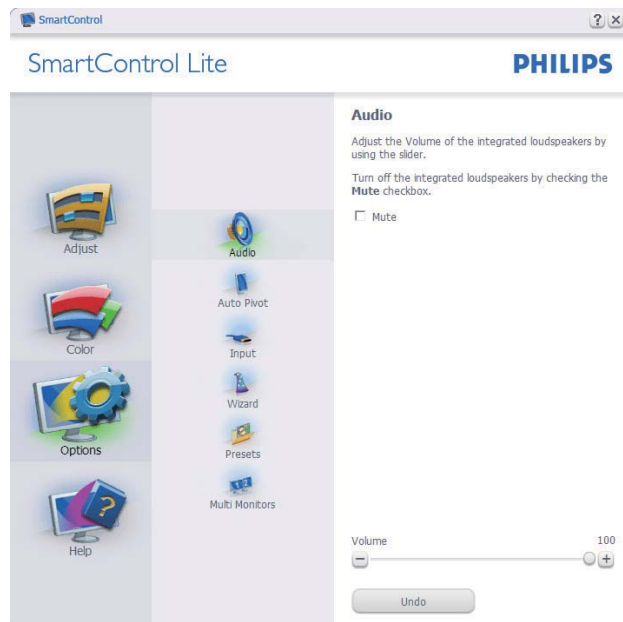 SmartControl
SmartControl Lite
PHILIPS
Adjust
Color
Options
Help
Audio
Auto Pivot
Input
Wizard
Presets
Multi Monitors
Audio
Adjust the Volume of the integrated loudspeakers by
using the slider.
Turn off the integrated loudspeakers by checking the
Mute checkbox.
Mute
Volume 100
Undo